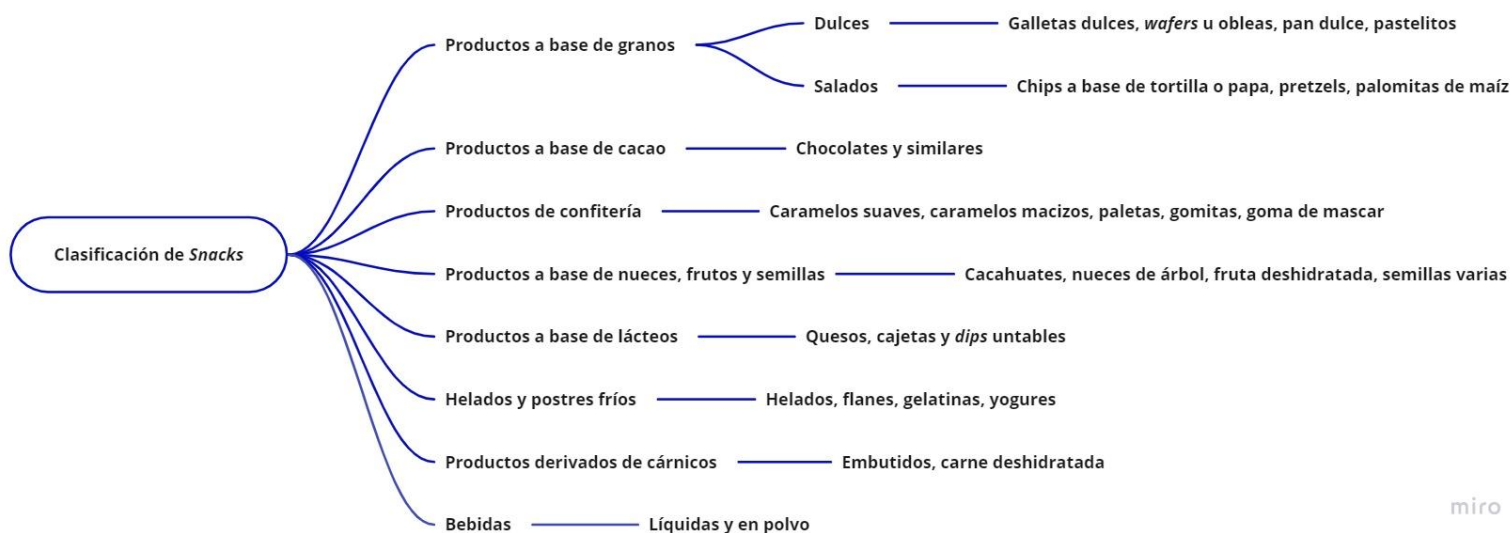 Clasificación de Snacks
Productos a base de granos
Dulces
Galletas dulces, wafers u obleas, pan dulce, pastelitos
Salados
Chips a base de tortilla o papa, pretzels, palomitas de maíz
Productos a base de cacao
Chocolates y similares
Productos de confitería
Caramelos suaves, caramelos macizos, paletas, gomitas, goma de mascar
Productos a base de nueces, frutos y semillas
Cacahuates, nueces de árbol, fruta deshidratada, semillas varias
Productos a base de lácteos
Quesos, cajetas y dips untables
Helados y postres fríos
Helados, flanes, gelatinas, yogures
Productos derivados de cárnicos
Embutidos, carne deshidratada
Bebidas
Líquidas y en polvo
miro